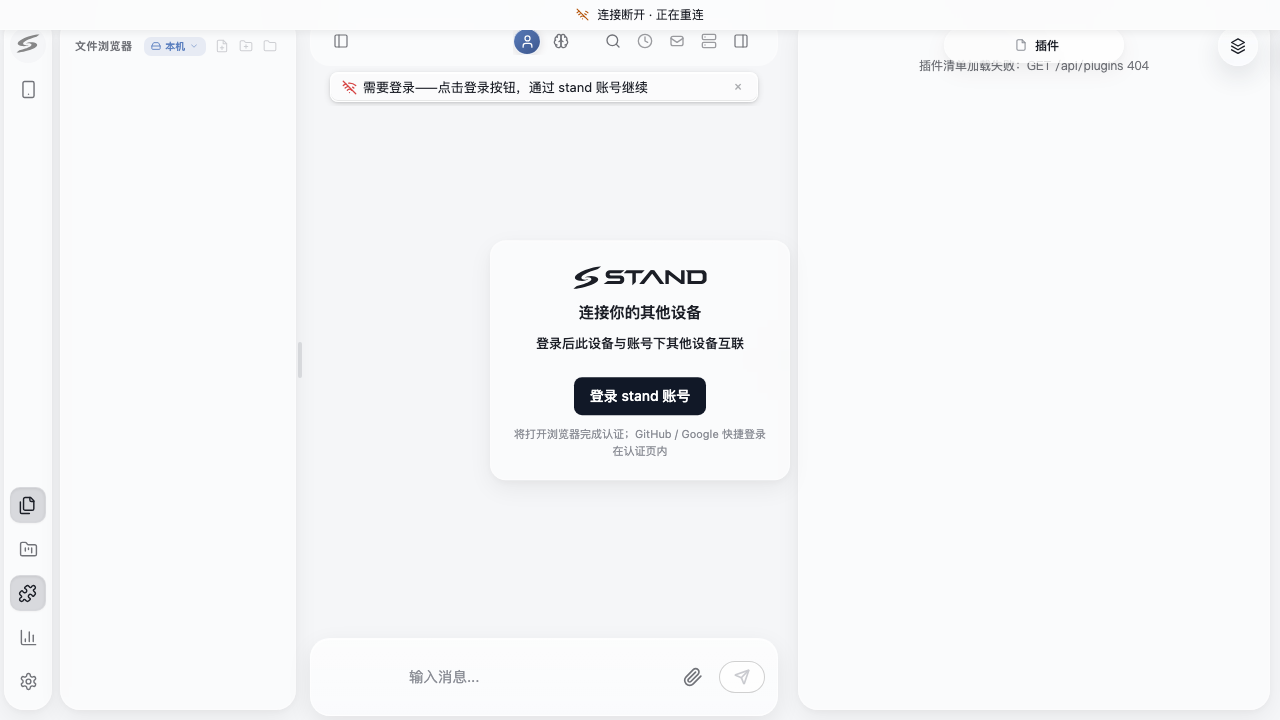 连接断开 · 正在重连
文件浏览器
本机
插件
插件清单加载失败：GET /api/plugins 404
需要登录——点击登录按钮，通过 stand 账号继续
STAND
连接你的其他设备
登录后此设备与账号下其他设备互联
登录 stand 账号
将打开浏览器完成认证；GitHub / Google 快捷登录
在认证页内
输入消息...